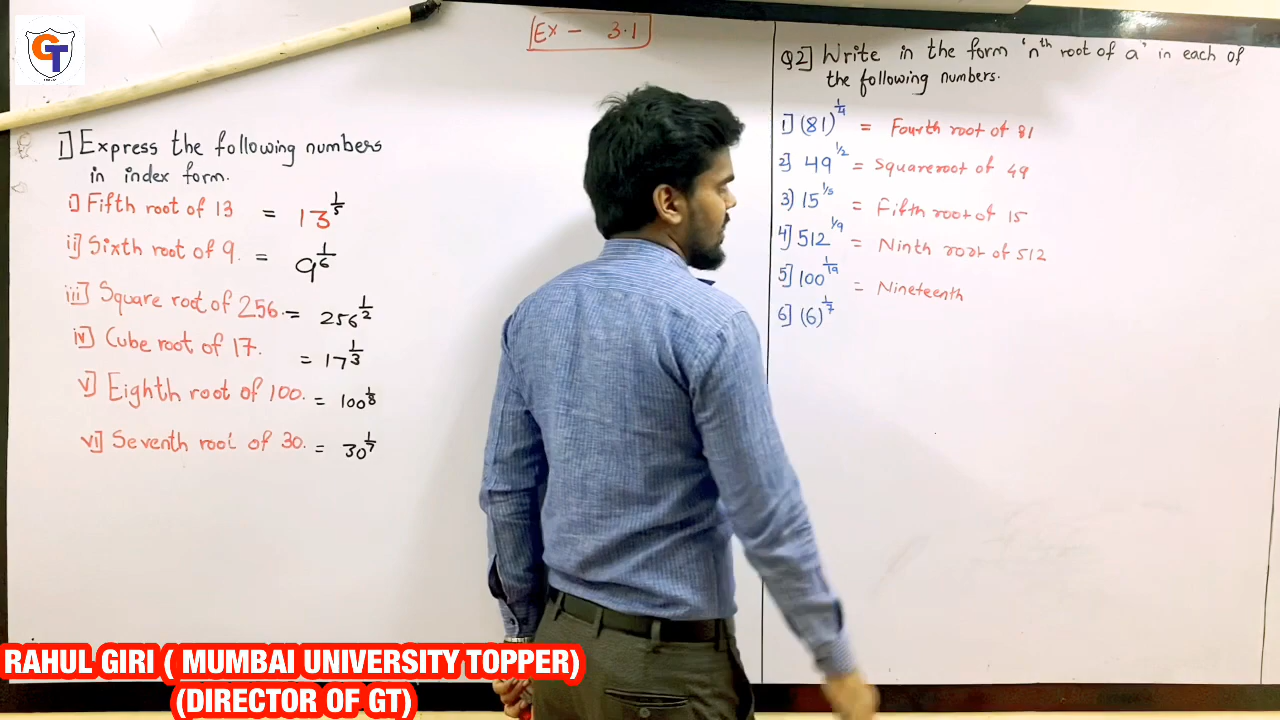 GT
Ex - 3.1
1] Express the following numbers
in index form.
i) Fifth root of 13 = 13^1/5
ii] Sixth root of 9. = 9^1/6
iii] Square root of 256. = 256^1/2
iv] Cube root of 17. = 17^1/3
v] Eighth root of 100. = 100^1/8
vi] Seventh root of 30. = 30^1/7
Q2] Write in the form 'nth root of a' in each of
the following numbers.
1] (81)^1/4 = Fourth root of 81
2] 49^1/2 = Squareroot of 49
3) 15^1/5 = Fifth root of 15
4] 512^1/9 = Ninth root of 512
5] 100^1/19 = Nineteenth
6] (6)^1/7
RAHUL GIRI ( MUMBAI UNIVERSITY TOPPER)
(DIRECTOR OF GT)